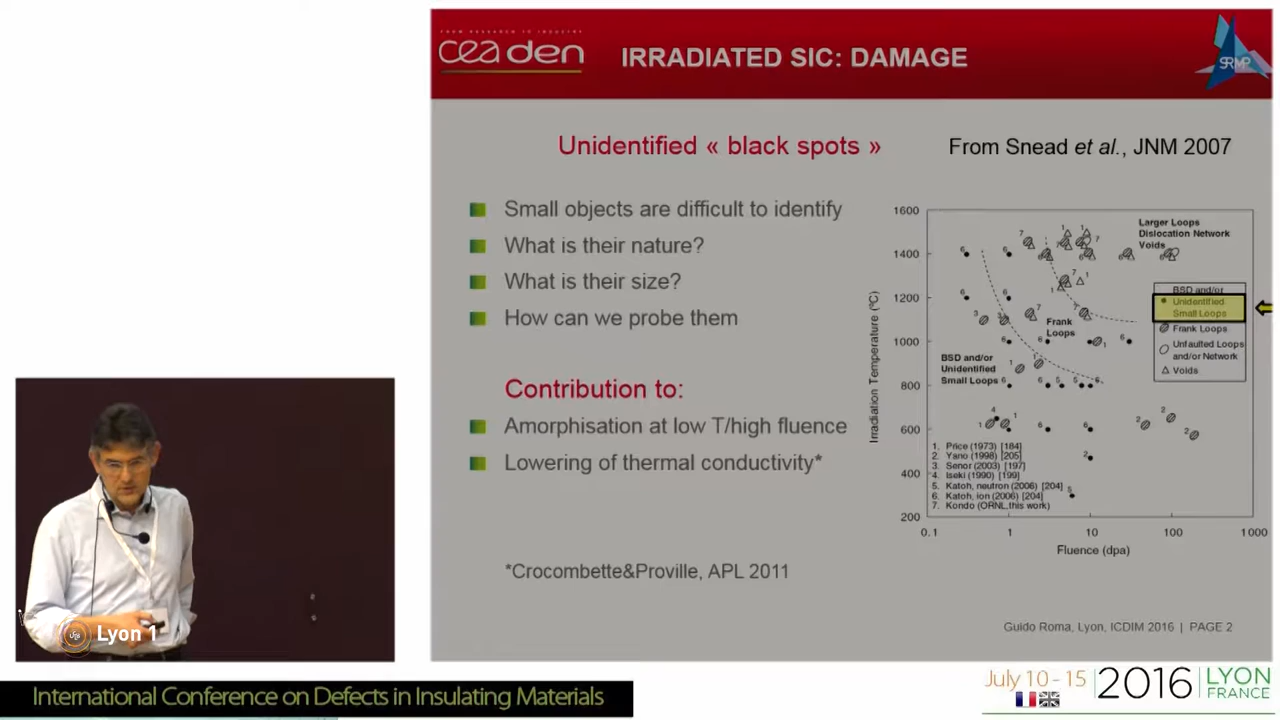 FROM RESEARCH TO INDUSTRY
cea den
IRRADIATED SIC: DAMAGE
SRMP
Unidentified « black spots »
From Snead et al., JNM 2007
Small objects are difficult to identify
What is their nature?
What is their size?
How can we probe them
Contribution to:
Amorphisation at low T/high fluence
Lowering of thermal conductivity*
*Crocombette&Proville, APL 2011
Irradiation Temperature (ºC)
1600
1400
1200
1000
800
600
400
200
0.1
1
10
100
1000
Fluence (dpa)
Larger Loops
Dislocation Network
Voids
BSD and/or
Unidentified
Small Loops
Frank Loops
Unfaulted Loops
and/or Network
Voids
Frank
Loops
BSD and/or
Unidentified
Small Loops
1. Price (1973) [184]
2. Yano (1998) [205]
3. Senor (2003) [197]
4. Iseki (1990) [199]
5. Katoh, neutron (2006) [204]
6. Katoh, ion (2006) [204]
7. Kondo (ORNL,this work)
Guido Roma, Lyon, ICDIM 2016 | PAGE 2
Lyon 1
International Conference on Defects in Insulating Materials
July 10 - 15
2016
LYON
FRANCE